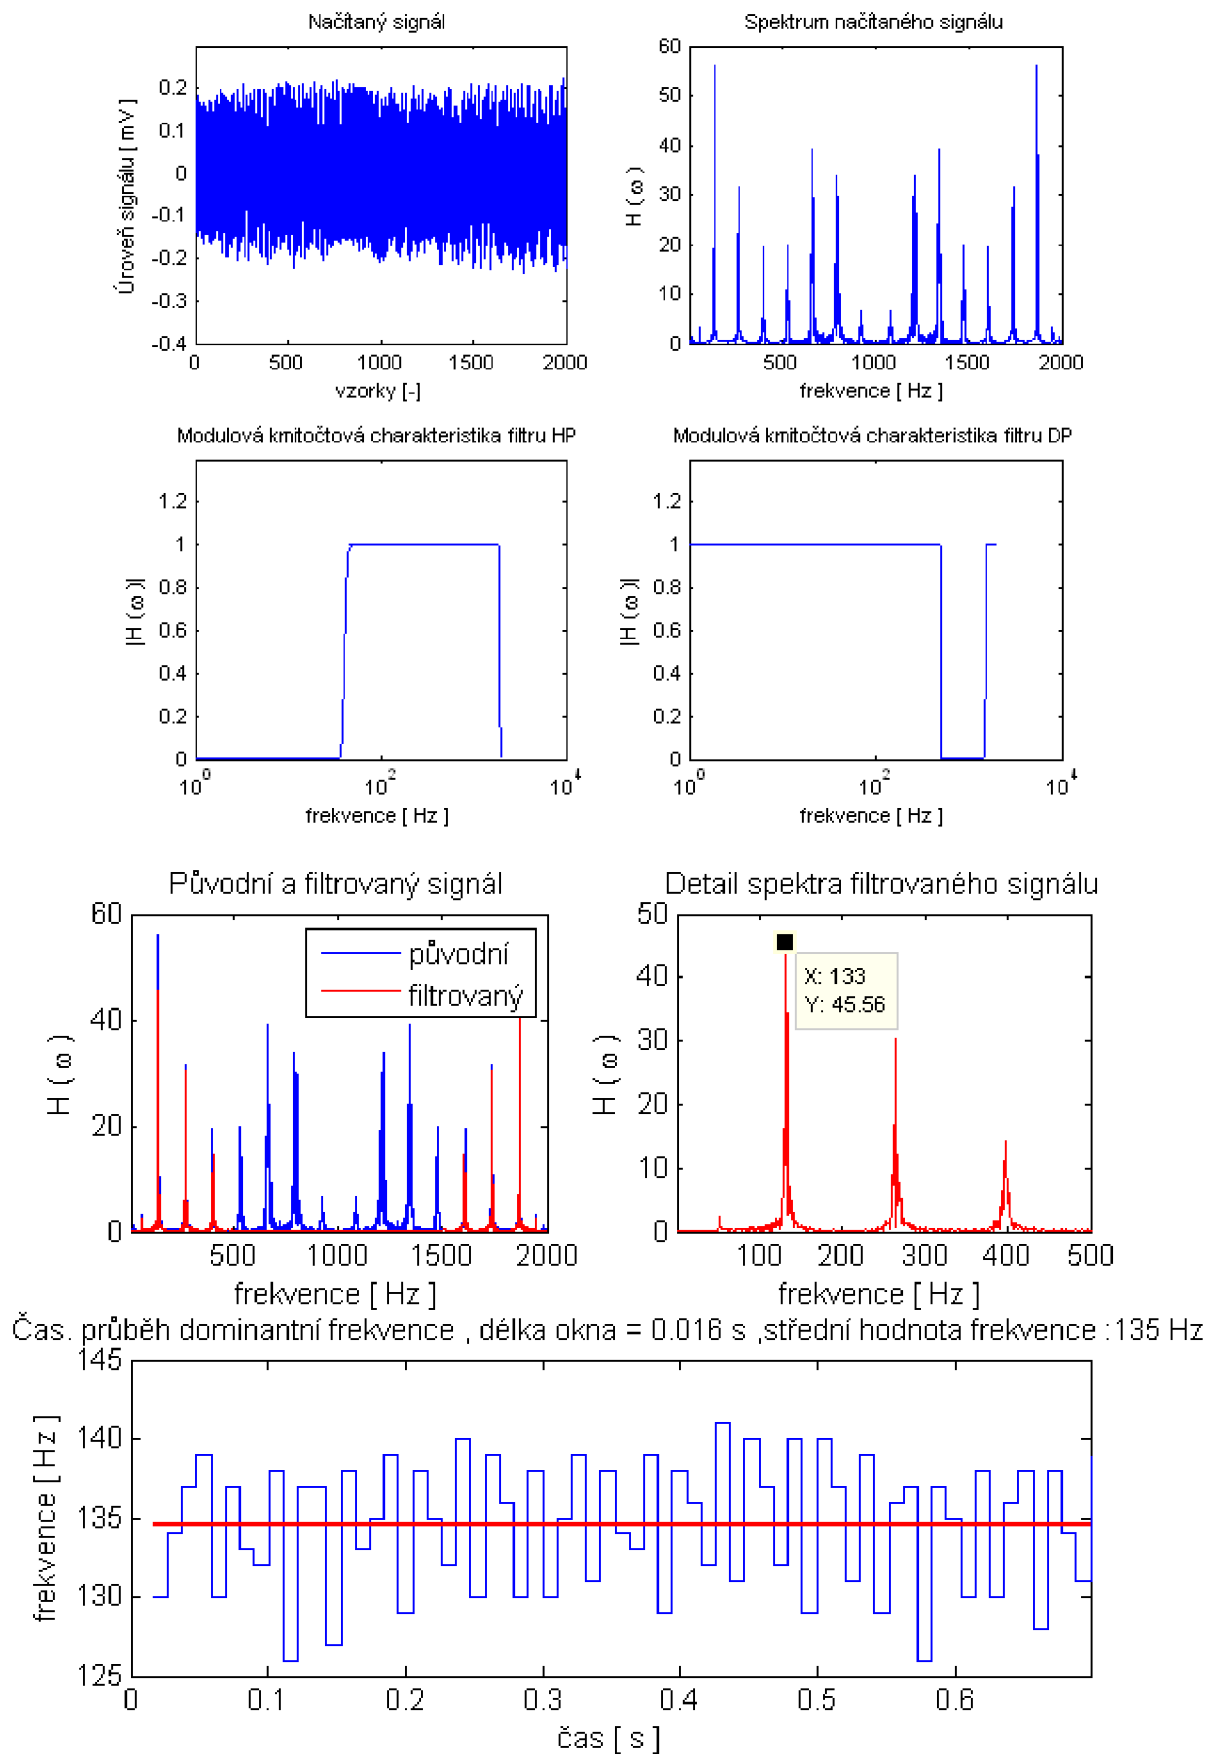 Načítaný signál
Úroveň signálu [ mV ]
0.2
0.1
0
-0.1
-0.2
-0.3
-0.4
0 500 1000 1500 2000
vzorky [-]
Spektrum načítaného signálu
H ( ω )
60
50
40
30
20
10
0
500 1000 1500 2000
frekvence [ Hz ]
Modulová kmitočtová charakteristika filtru HP
|H ( ω )|
1.2
1
0.8
0.6
0.4
0.2
0
10^0 10^2 10^4
frekvence [ Hz ]
Modulová kmitočtová charakteristika filtru DP
|H ( ω )|
1.2
1
0.8
0.6
0.4
0.2
0
10^0 10^2 10^4
frekvence [ Hz ]
Původní a filtrovaný signál
H ( ω )
60
40
20
0
původní
filtrovaný
500 1000 1500 2000
frekvence [ Hz ]
Detail spektra filtrovaného signálu
H ( ω )
50
40
30
20
10
0
X: 133
Y: 45.56
100 200 300 400 500
frekvence [ Hz ]
Čas. průběh dominantní frekvence , délka okna = 0.016 s ,střední hodnota frekvence :135 Hz
frekvence [ Hz ]
145
140
135
130
125
0 0.1 0.2 0.3 0.4 0.5 0.6
čas [ s ]